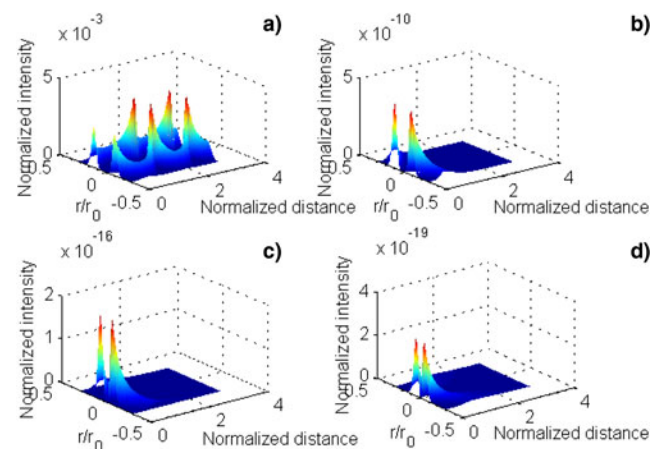 x 10
-3
a)
5
Normalized intensity
0
0.5
0
-0.5
r/r0
0
2
4
Normalized distance
x 10
-10
b)
5
Normalized intensity
0
0.5
0
-0.5
r/r0
0
2
4
Normalized distance
x 10
-16
c)
2
1
0
Normalized intensity
0.5
0
-0.5
r/r0
0
2
4
Normalized distance
x 10
-19
d)
4
2
0
Normalized intensity
0.5
0
-0.5
r/r0
0
2
4
Normalized distance